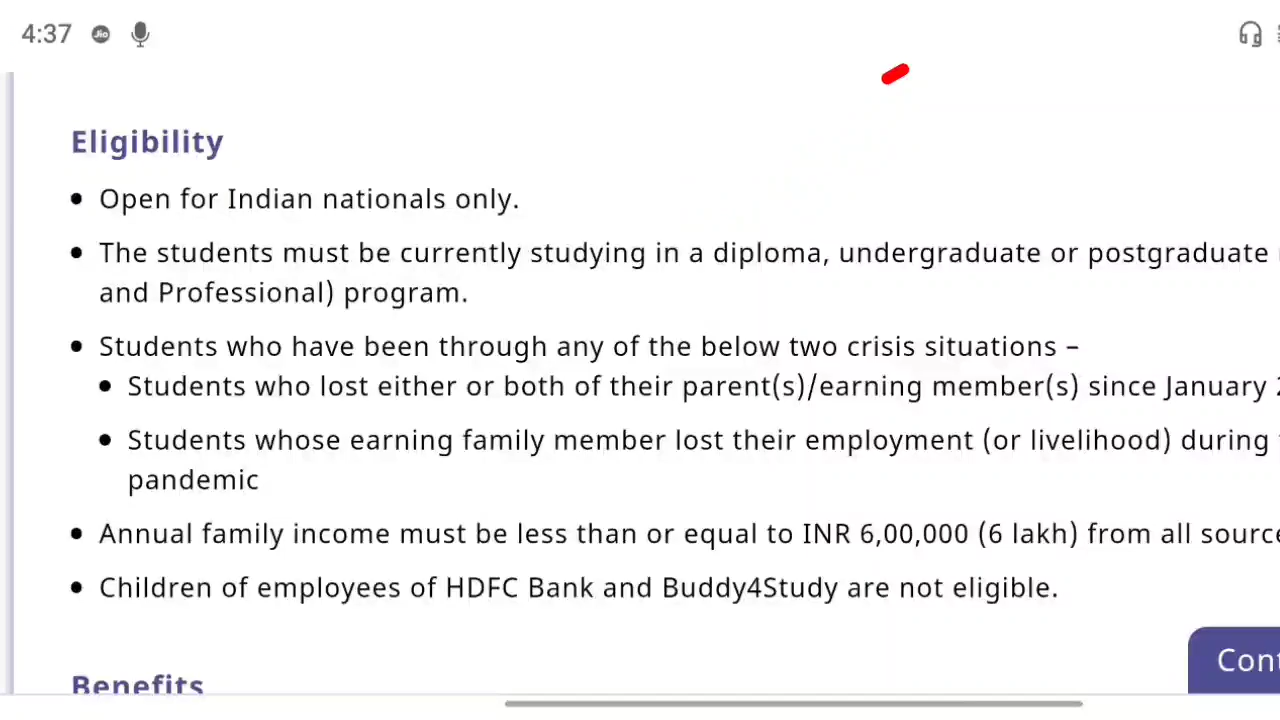 4:37 Jio
Eligibility
• Open for Indian nationals only.
• The students must be currently studying in a diploma, undergraduate or postgraduate
and Professional) program.
• Students who have been through any of the below two crisis situations –
• Students who lost either or both of their parent(s)/earning member(s) since January
• Students whose earning family member lost their employment (or livelihood) during
pandemic
• Annual family income must be less than or equal to INR 6,00,000 (6 lakh) from all
• Children of employees of HDFC Bank and Buddy4Study are not eligible.
Benefits